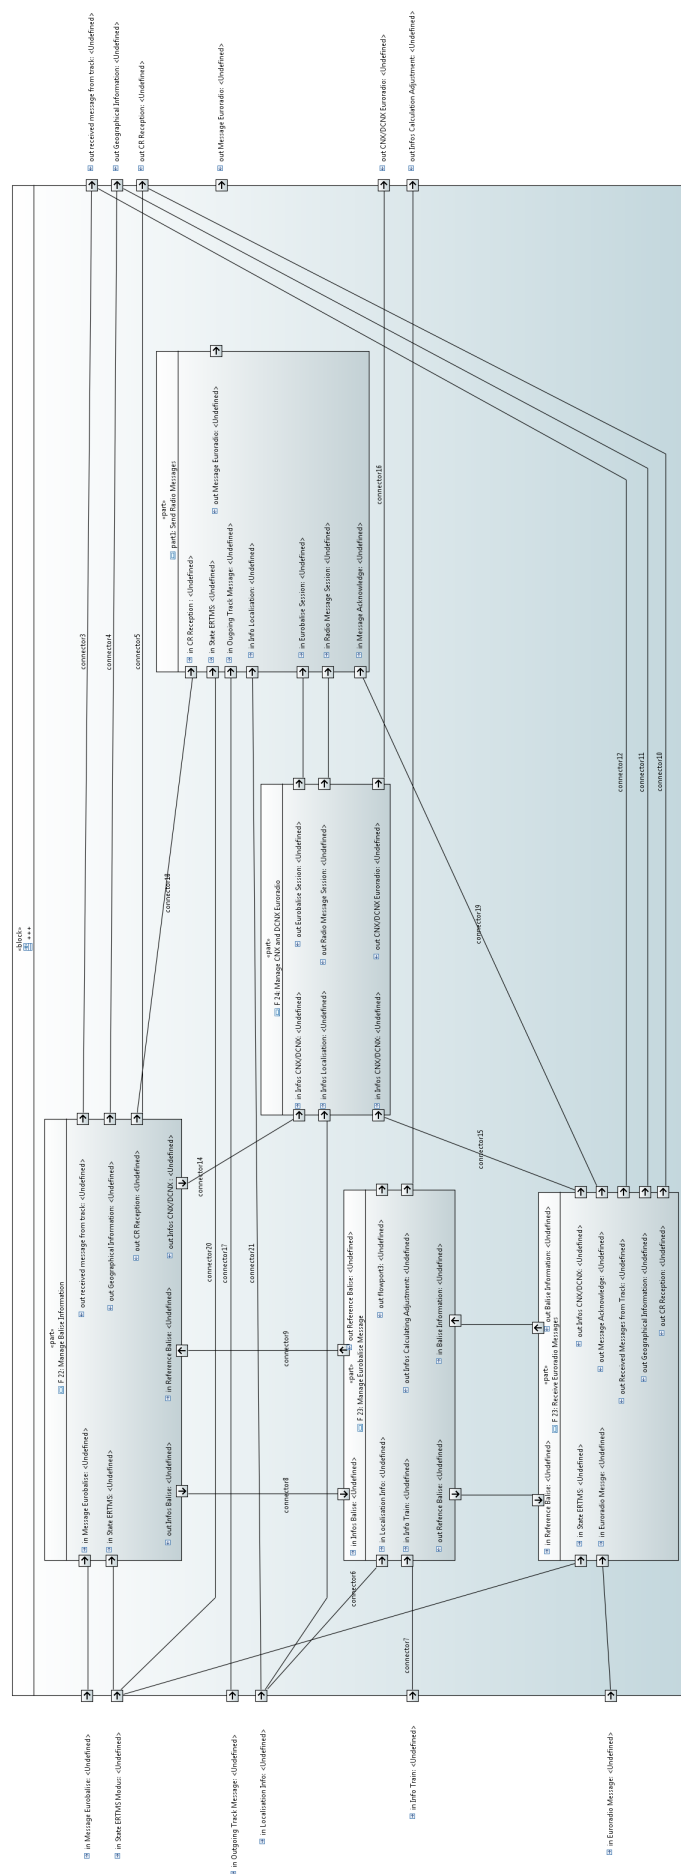 «block»
***
in Message Eurobalise: <Undefined>
in State ERTMS Modus: <Undefined>
in Outgoing Track Message: <Undefined>
in Localisation Info: <Undefined>
in Info Train: <Undefined>
in Euroradio Message: <Undefined>
«part»
F 22: Manage Balise Information
in Message Eurobalise: <Undefined>
in State ERTMS: <Undefined>
out Infos Balise: <Undefined>
in Reference Balise: <Undefined>
out received message from track: <Undefined>
out Geographical Information: <Undefined>
out CR Reception: <Undefined>
out Infos CNX/DCNX : <Undefined>
«part»
F 23: Manage Eurobalise Message
in Infos Balise: <Undefined>
out Reference Balise: <Undefined>
in Localisation Info: <Undefined>
in Info Train: <Undefined>
out Refence Balise: <Undefined>
out flowport3: <Undefined>
out Infos Calculating Adjustment: <Undefined>
in Balise Information: <Undefined>
«part»
F 23: Receive Euroradio Messages
in Reference Balise: <Undefined>
out Balise Information: <Undefined>
in State ERTMS: <Undefined>
in Euroradio Messge: <Undefined>
out Infos CNX/DCNX: <Undefined>
out Message Acknowledge: <Undefined>
out Received Messages from Track: <Undefined>
out Geographical Information: <Undefined>
out CR Reception: <Undefined>
«part»
F 24: Manage CNX and DCNX Euroradio
in Infos CNX/DCNX: <Undefined>
in Infos Localisation: <Undefined>
in Infos CNX/DCNX: <Undefined>
out Eurobalise Session: <Undefined>
out Radio Message Session: <Undefined>
out CNX/DCNX Euroradio: <Undefined>
«part»
part1: Send Radio Messages
in CR Reception : <Undefined>
in State ERTMS: <Undefined>
in Ougoing Track Message: <Undefined>
in Info Localisation: <Undefined>
in Eurobalise Session: <Undefined>
in Radio Message Session: <Undefined>
in Message Acknowledge: <Undefined>
out Message Euroradio: <Undefined>
connector3
connector4
connector5
connector6
connector7
connector8
connector9
connector10
connector11
connector12
connector14
connector15
connector16
connector17
connector18
connector19
connector20
connector21
out received message from track: <Undefined>
out Geographical Information: <Undefined>
out CR Reception: <Undefined>
out Message Euroradio: <Undefined>
out CNX/DCNX Euroradio: <Undefined>
out Infos Calculation Adjustment: <Undefined>